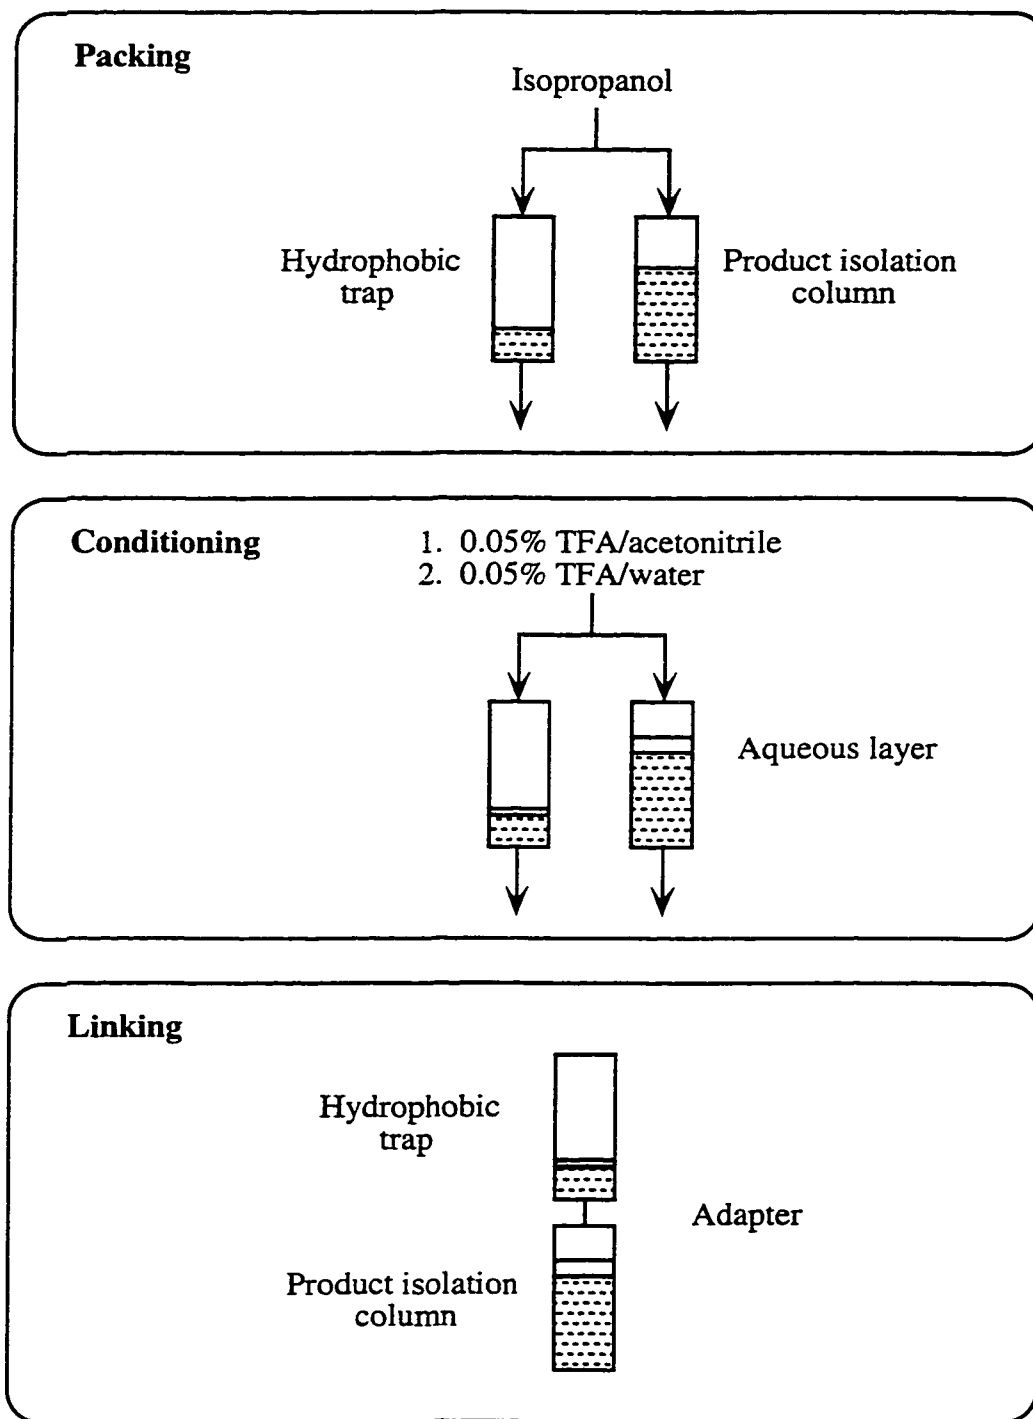 Packing
Isopropanol
Hydrophobic
trap
Product isolation
column
Conditioning
1. 0.05% TFA/acetonitrile
2. 0.05% TFA/water
Aqueous layer
Linking
Hydrophobic
trap
Adapter
Product isolation
column